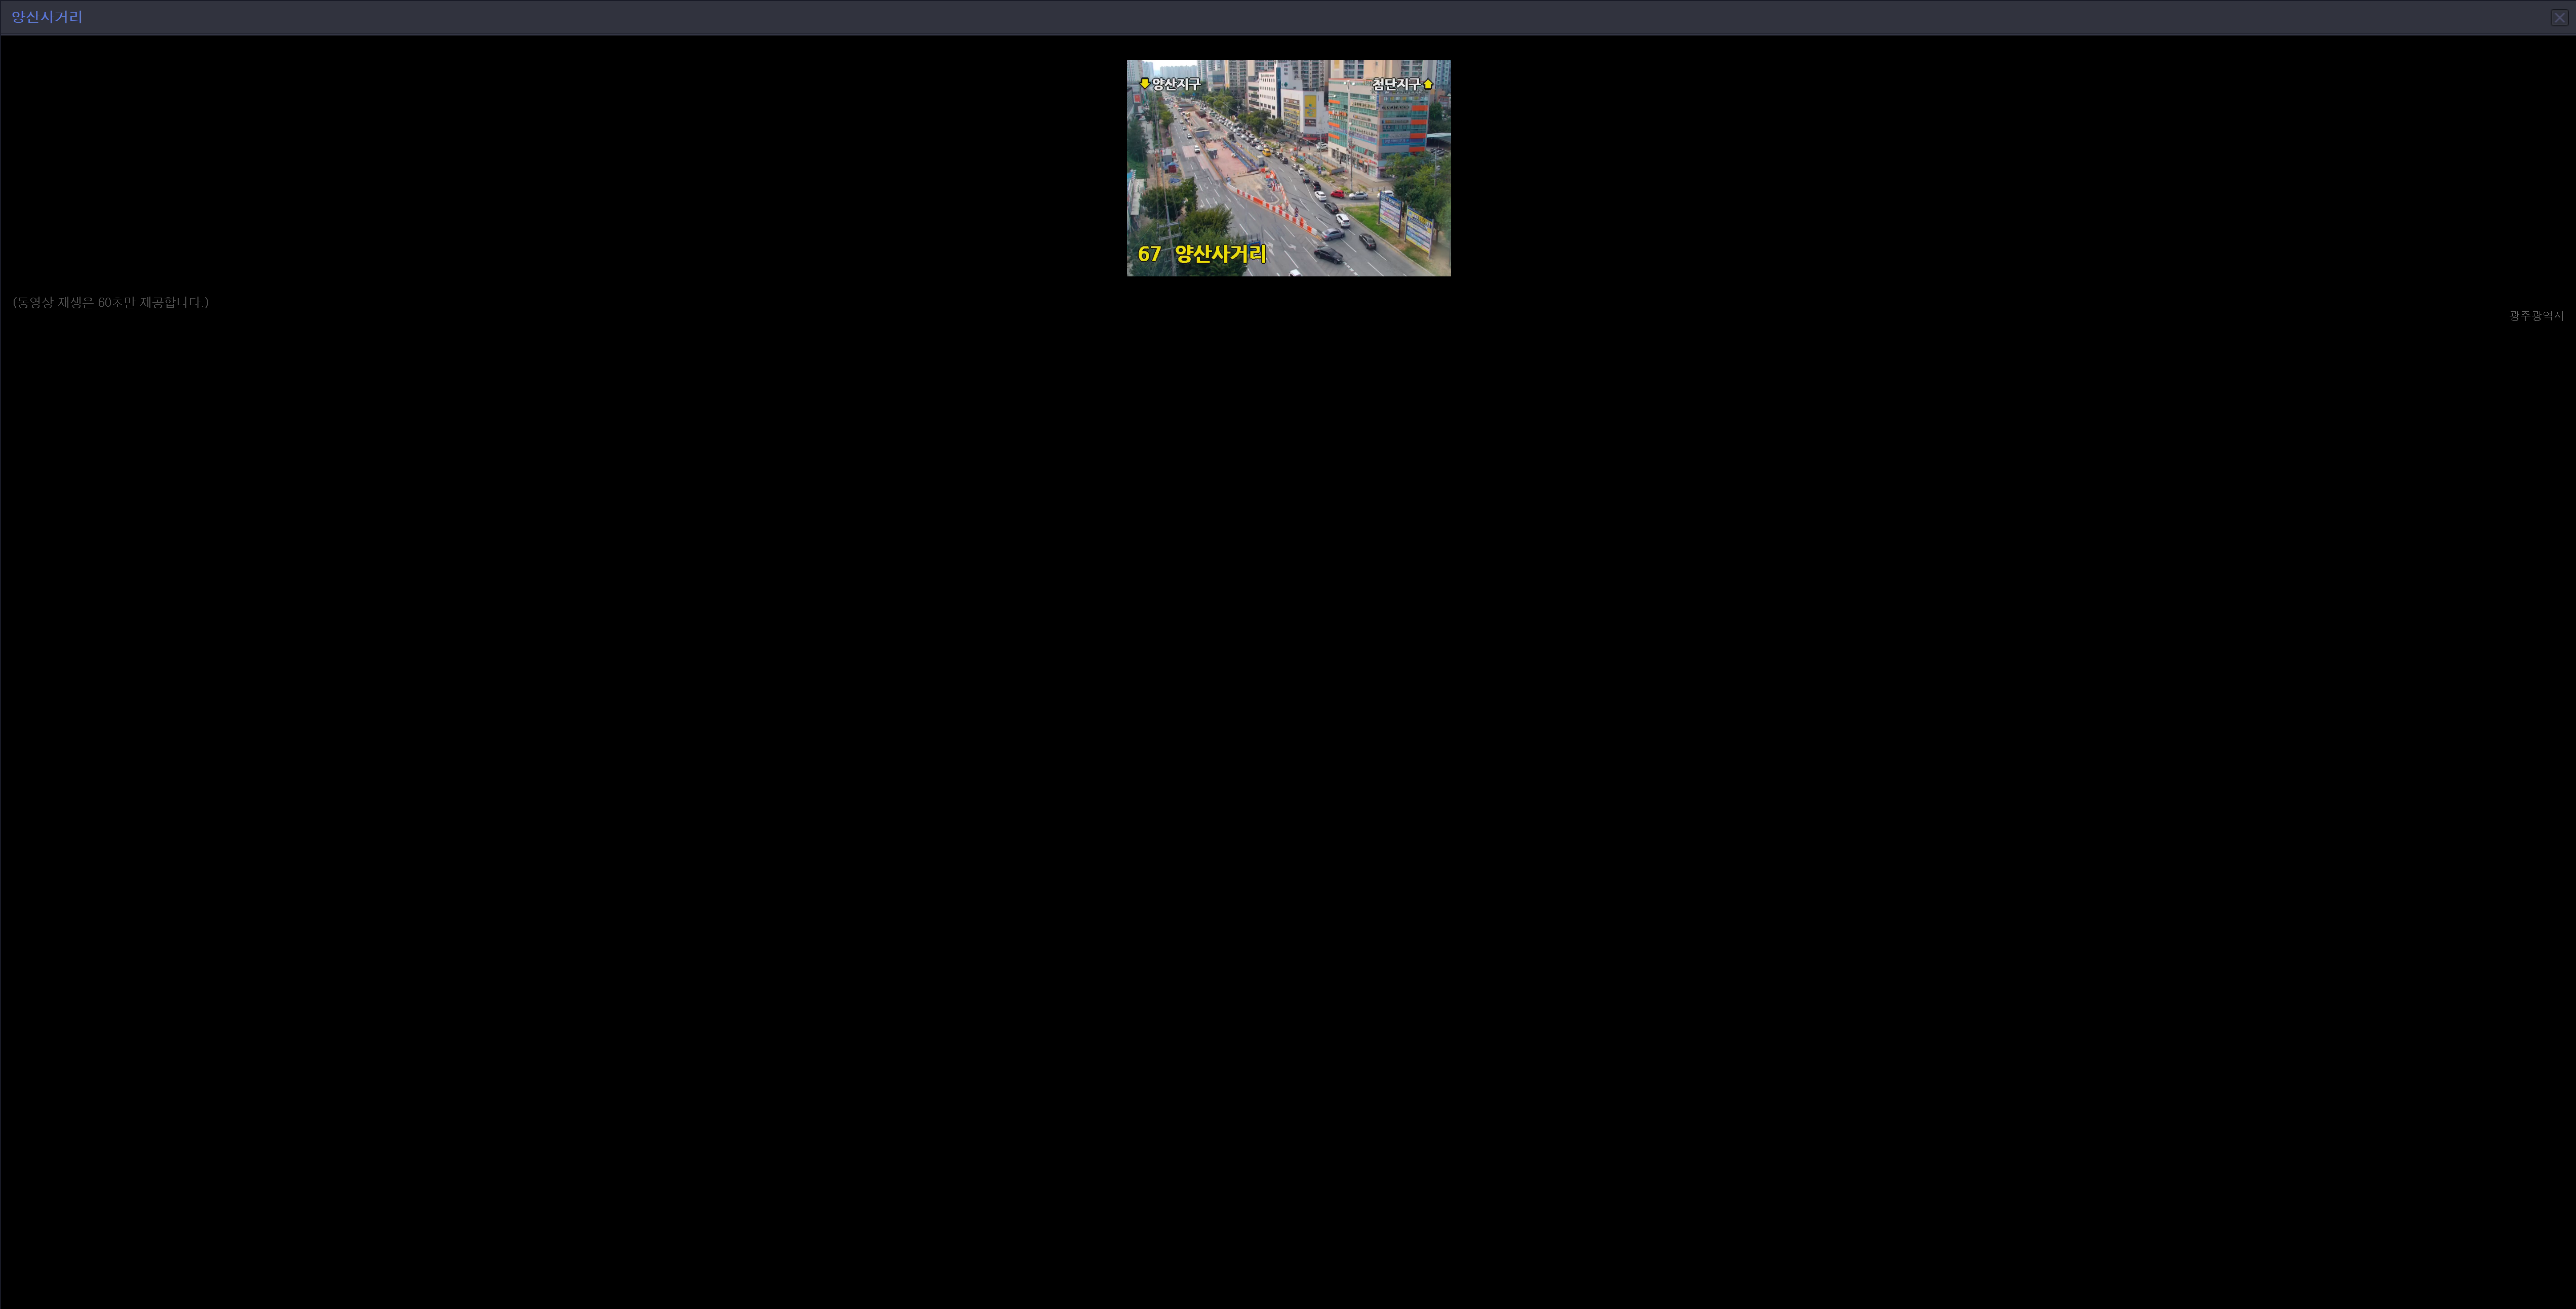 양산사거리
양산지구
첨단지구
67 양산사거리
(동영상 재생은 60초만 제공합니다.)
광주광역시